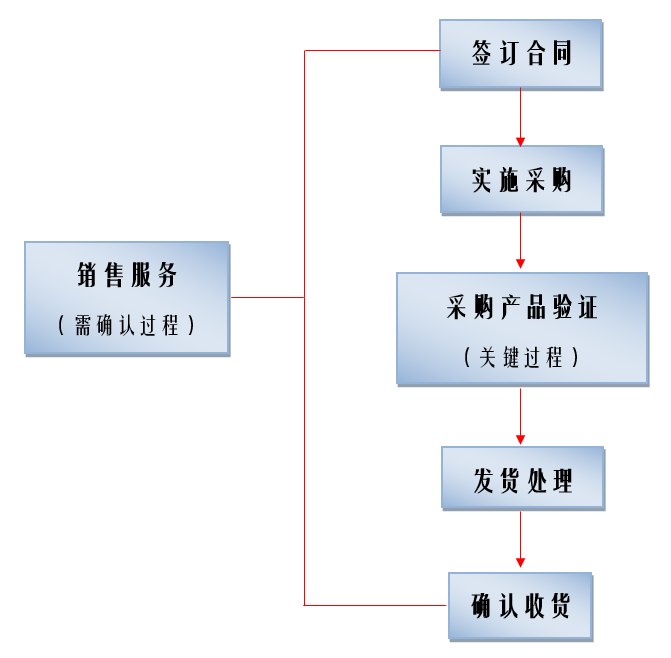 签订合同
实施采购
销售服务
（需确认过程）
采购产品验证
（关键过程）
发货处理
确认收货